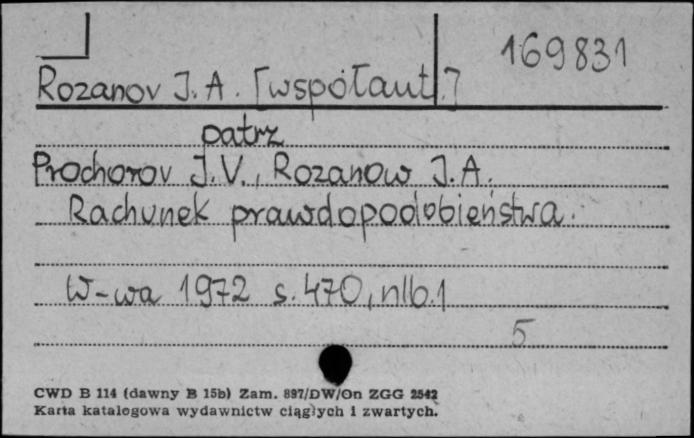 169831
Rozanov J. A. [współaut.]
patrz
Prochorov J.V., Rozanow J.A.
Rachunek prawdopodobieństwa.
W-wa 1972 s. 470, nlb. 1
5
CWD B 114 (dawny B 15b) Zam. 897/DW/On ZGG 2542
Karta katalogowa wydawnictw ciągłych i zwartych.